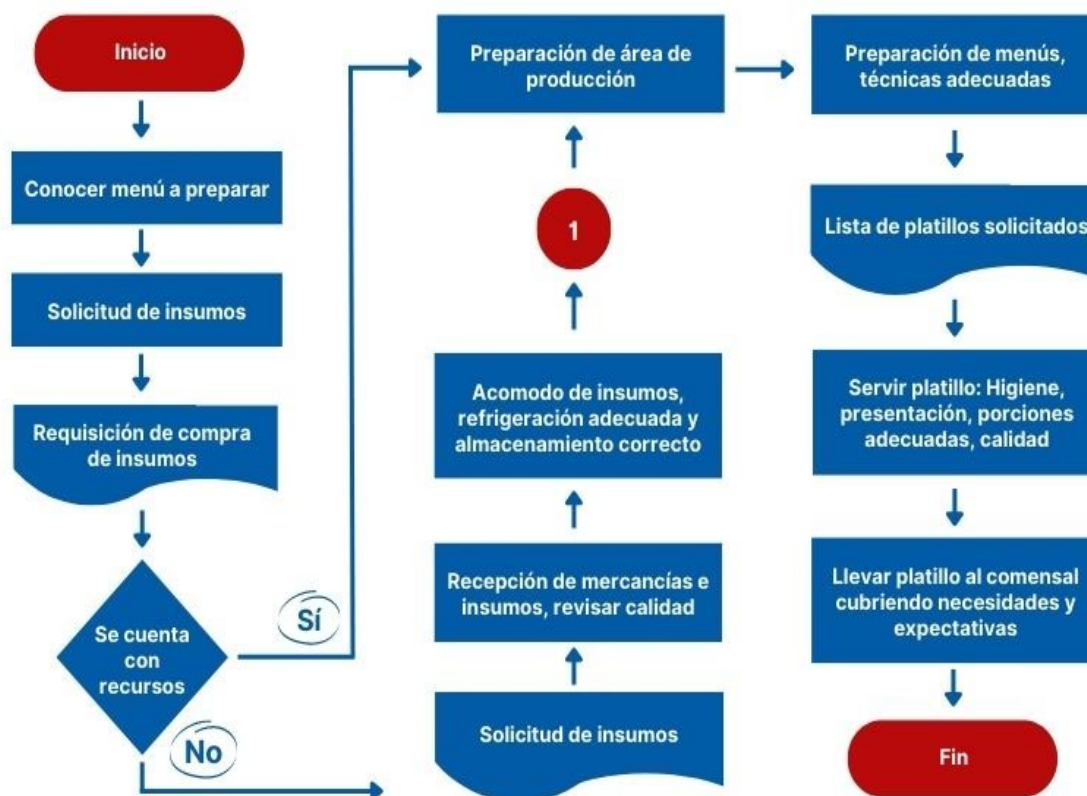 Inicio
Conocer menú a preparar
Solicitud de insumos
Requisición de compra
de insumos
Se cuenta
con
recursos
Sí
No
Preparación de área de
producción
1
Acomodo de insumos,
refrigeración adecuada y
almacenamiento correcto
Recepción de mercancías e
insumos, revisar calidad
Solicitud de insumos
Preparación de menús,
técnicas adecuadas
Lista de platillos solicitados
Servir platillo: Higiene,
presentación, porciones
adecuadas, calidad
Llevar platillo al comensal
cubriendo necesidades y
expectativas
Fin